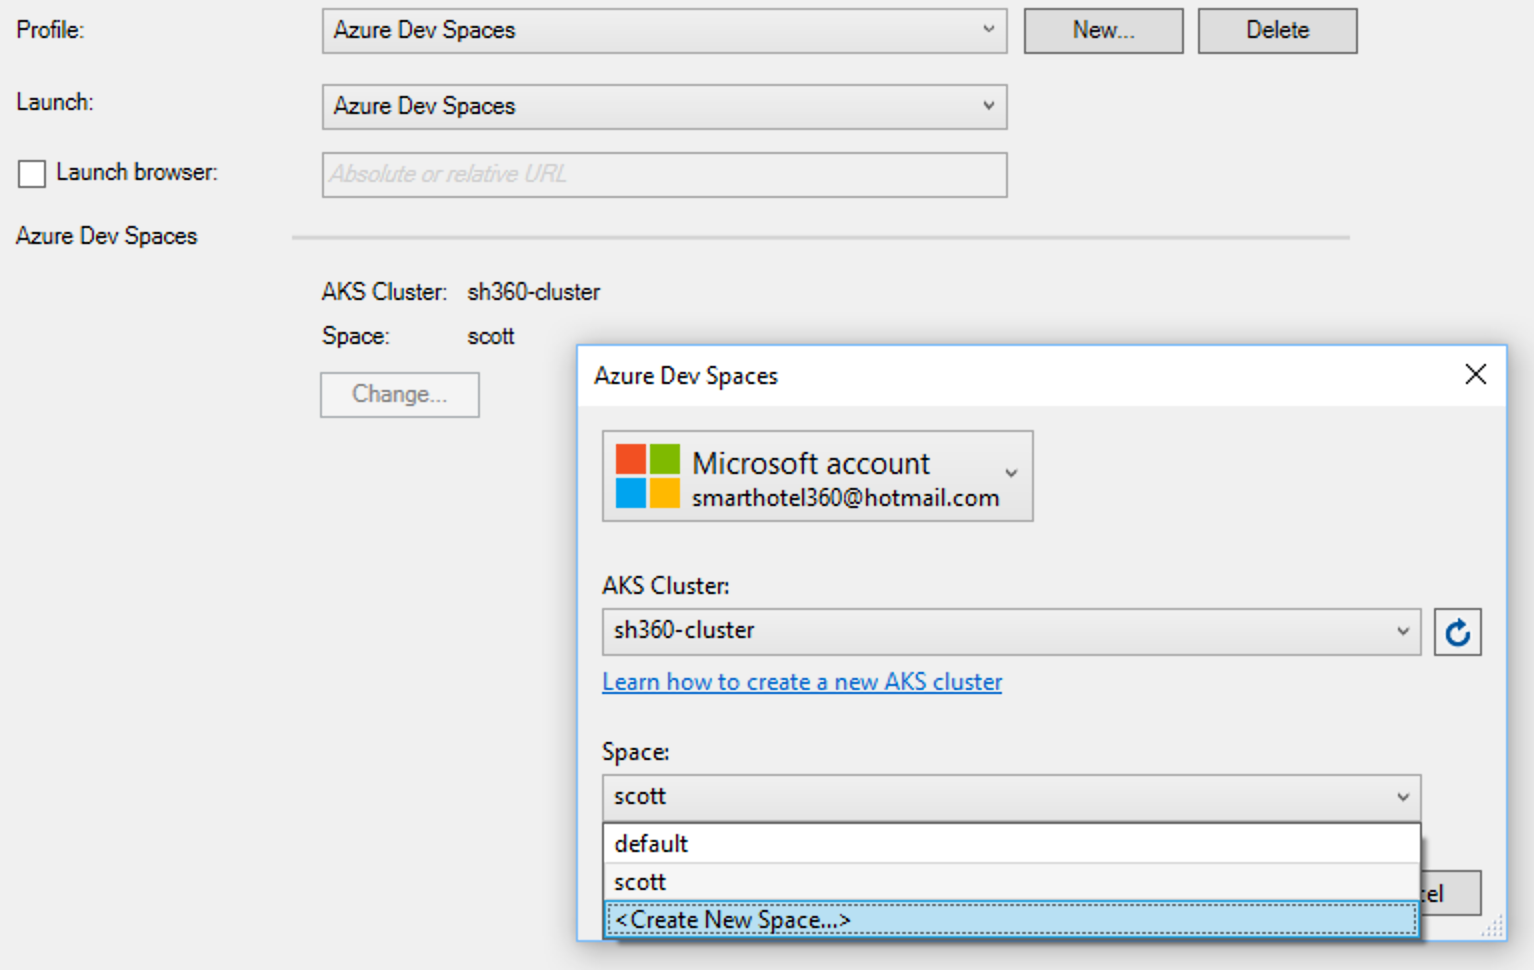 Profile: Azure Dev Spaces New... Delete
Launch: Azure Dev Spaces
Launch browser: Absolute or relative URL
Azure Dev Spaces
AKS Cluster: sh360-cluster
Space: scott
Change...
Azure Dev Spaces
Microsoft account
smarthotel360@hotmail.com
AKS Cluster:
sh360-cluster
Learn how to create a new AKS cluster
Space:
scott
default
scott
<Create New Space...>